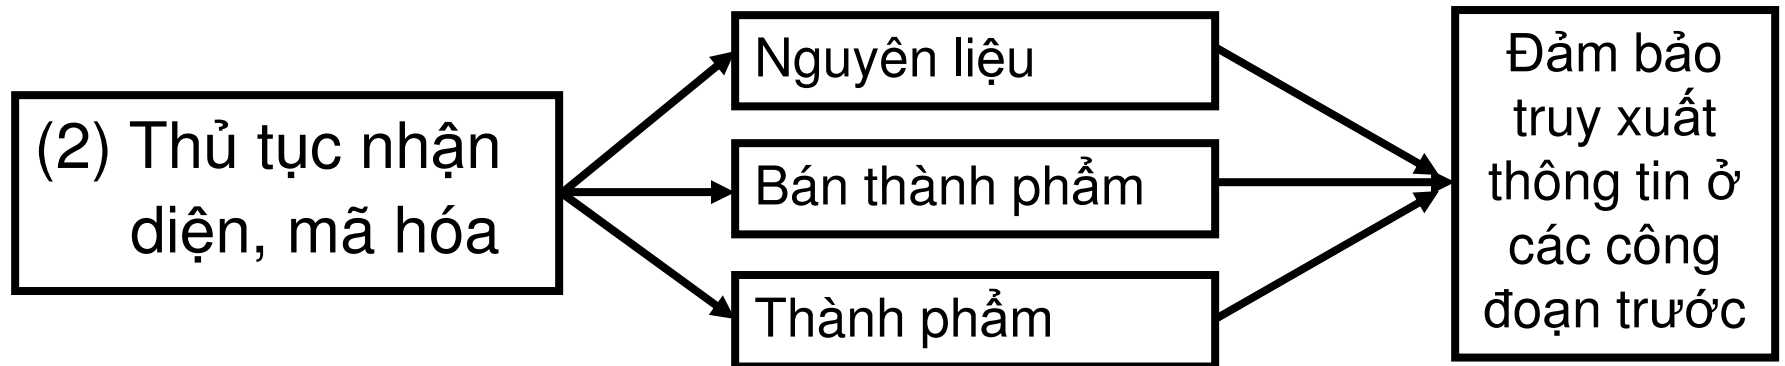 (2) Thủ tục nhận
diện, mã hóa
Nguyên liệu
Bán thành phẩm
Thành phẩm
Đảm bảo
truy xuất
thông tin ở
các công
đoạn trước